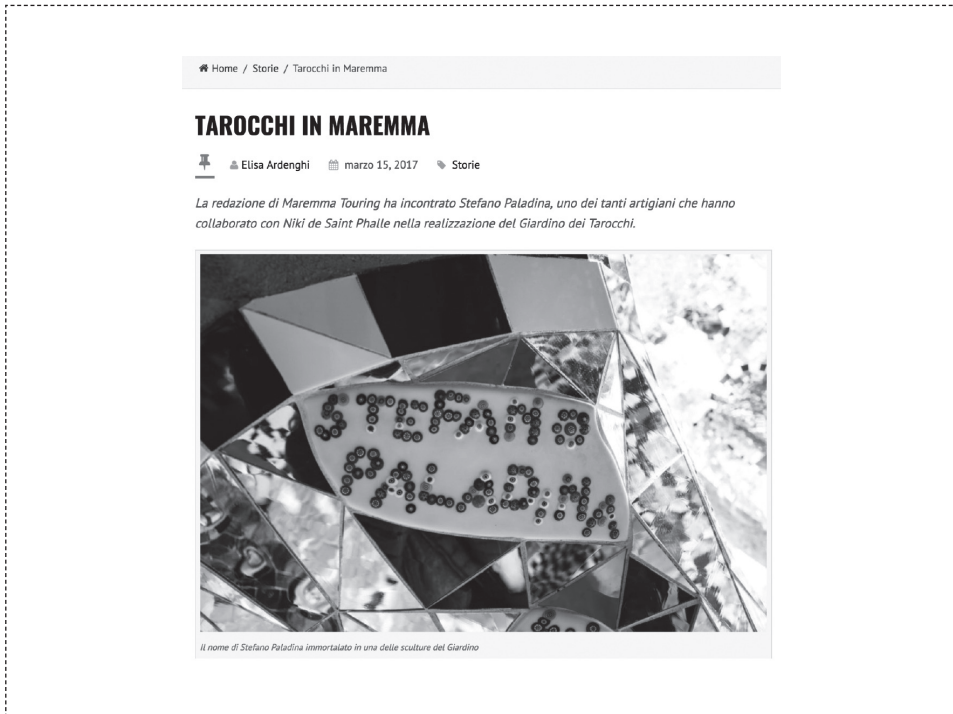 Home / Storie / Tarocchi in Maremma
TAROCCHI IN MAREMMA
Elisa Ardenghi marzo 15, 2017 Storie
La redazione di Maremma Touring ha incontrato Stefano Paladina, uno dei tanti artigiani che hanno
collaborato con Niki de Saint Phalle nella realizzazione del Giardino dei Tarocchi.
STEFANO
PALADINA
Il nome di Stefano Paladina immortalato in una delle sculture del Giardino